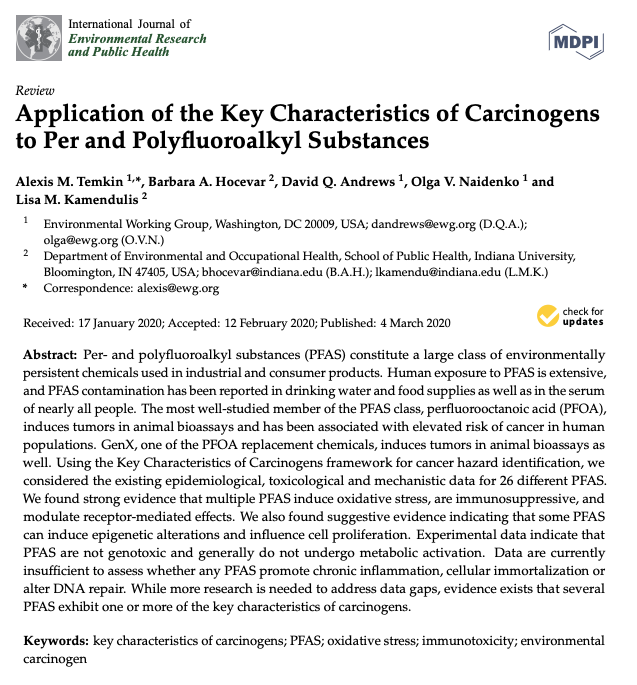 International Journal of
Environmental Research
and Public Health
MDPI
Review
Application of the Key Characteristics of Carcinogens
to Per and Polyfluoroalkyl Substances
Alexis M. Temkin 1,*, Barbara A. Hocevar 2, David Q. Andrews 1, Olga V. Naidenko 1 and
Lisa M. Kamendulis 2
1 Environmental Working Group, Washington, DC 20009, USA; dandrews@ewg.org (D.Q.A.);
olga@ewg.org (O.V.N.)
2 Department of Environmental and Occupational Health, School of Public Health, Indiana University,
Bloomington, IN 47405, USA; bhocevar@indiana.edu (B.A.H.); lkamendu@indiana.edu (L.M.K.)
* Correspondence: alexis@ewg.org
check for
updates
Received: 17 January 2020; Accepted: 12 February 2020; Published: 4 March 2020
Abstract: Per- and polyfluoroalkyl substances (PFAS) constitute a large class of environmentally
persistent chemicals used in industrial and consumer products. Human exposure to PFAS is extensive,
and PFAS contamination has been reported in drinking water and food supplies as well as in the serum
of nearly all people. The most well-studied member of the PFAS class, perfluorooctanoic acid (PFOA),
induces tumors in animal bioassays and has been associated with elevated risk of cancer in human
populations. GenX, one of the PFOA replacement chemicals, induces tumors in animal bioassays as
well. Using the Key Characteristics of Carcinogens framework for cancer hazard identification, we
considered the existing epidemiological, toxicological and mechanistic data for 26 different PFAS.
We found strong evidence that multiple PFAS induce oxidative stress, are immunosuppressive, and
modulate receptor-mediated effects. We also found suggestive evidence indicating that some PFAS
can induce epigenetic alterations and influence cell proliferation. Experimental data indicate that
PFAS are not genotoxic and generally do not undergo metabolic activation. Data are currently
insufficient to assess whether any PFAS promote chronic inflammation, cellular immortalization or
alter DNA repair. While more research is needed to address data gaps, evidence exists that several
PFAS exhibit one or more of the key characteristics of carcinogens.
Keywords: key characteristics of carcinogens; PFAS; oxidative stress; immunotoxicity; environmental
carcinogen